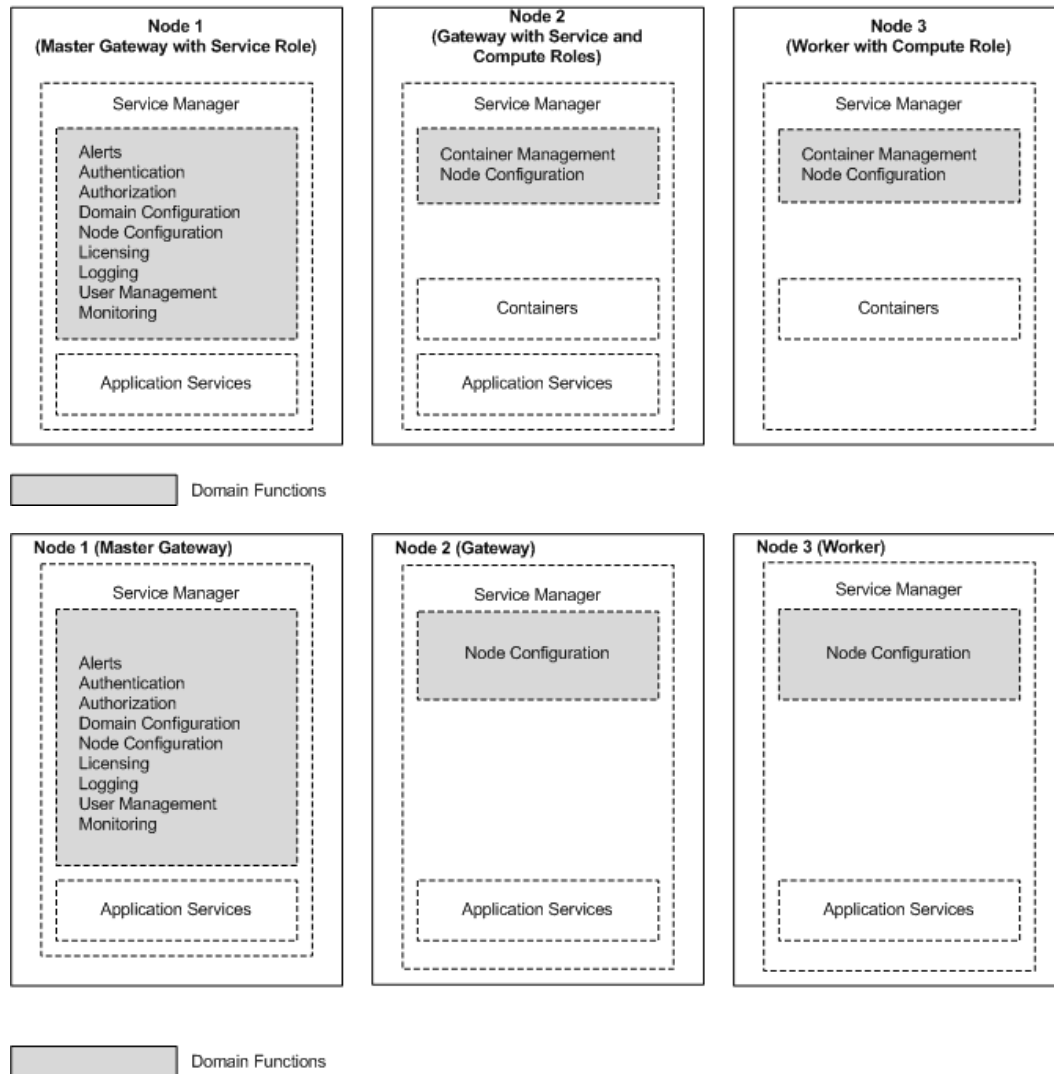 Node 1
(Master Gateway with Service Role)
Service Manager
Alerts
Authentication
Authorization
Domain Configuration
Node Configuration
Licensing
Logging
User Management
Monitoring
Application Services
Node 2
(Gateway with Service and
Compute Roles)
Service Manager
Container Management
Node Configuration
Containers
Application Services
Node 3
(Worker with Compute Role)
Service Manager
Container Management
Node Configuration
Containers
Domain Functions
Node 1 (Master Gateway)
Service Manager
Alerts
Authentication
Authorization
Domain Configuration
Node Configuration
Licensing
Logging
User Management
Monitoring
Application Services
Node 2 (Gateway)
Service Manager
Node Configuration
Application Services
Node 3 (Worker)
Service Manager
Node Configuration
Application Services
Domain Functions